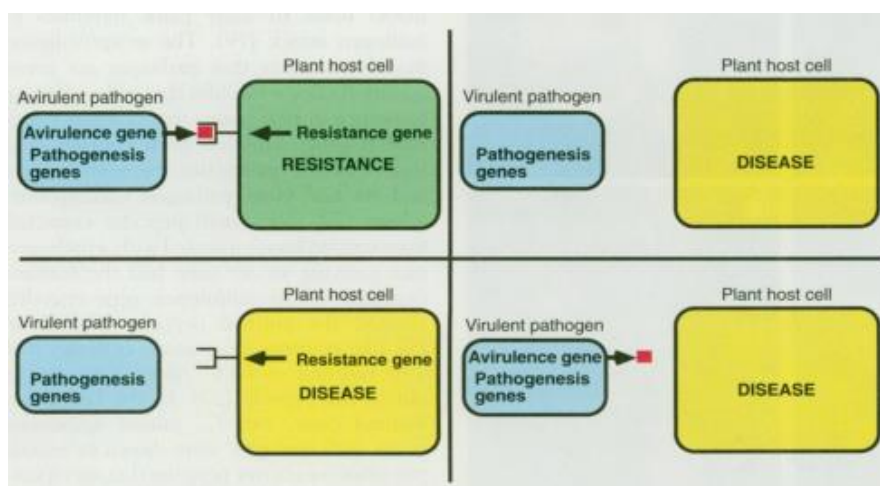 Plant host cell
Avirulent pathogen
Avirulence gene
Pathogenesis
genes
Resistance gene
RESISTANCE
Plant host cell
Virulent pathogen
Pathogenesis
genes
DISEASE
Plant host cell
Virulent pathogen
Pathogenesis
genes
Resistance gene
DISEASE
Plant host cell
Virulent pathogen
Avirulence gene
Pathogenesis
genes
DISEASE